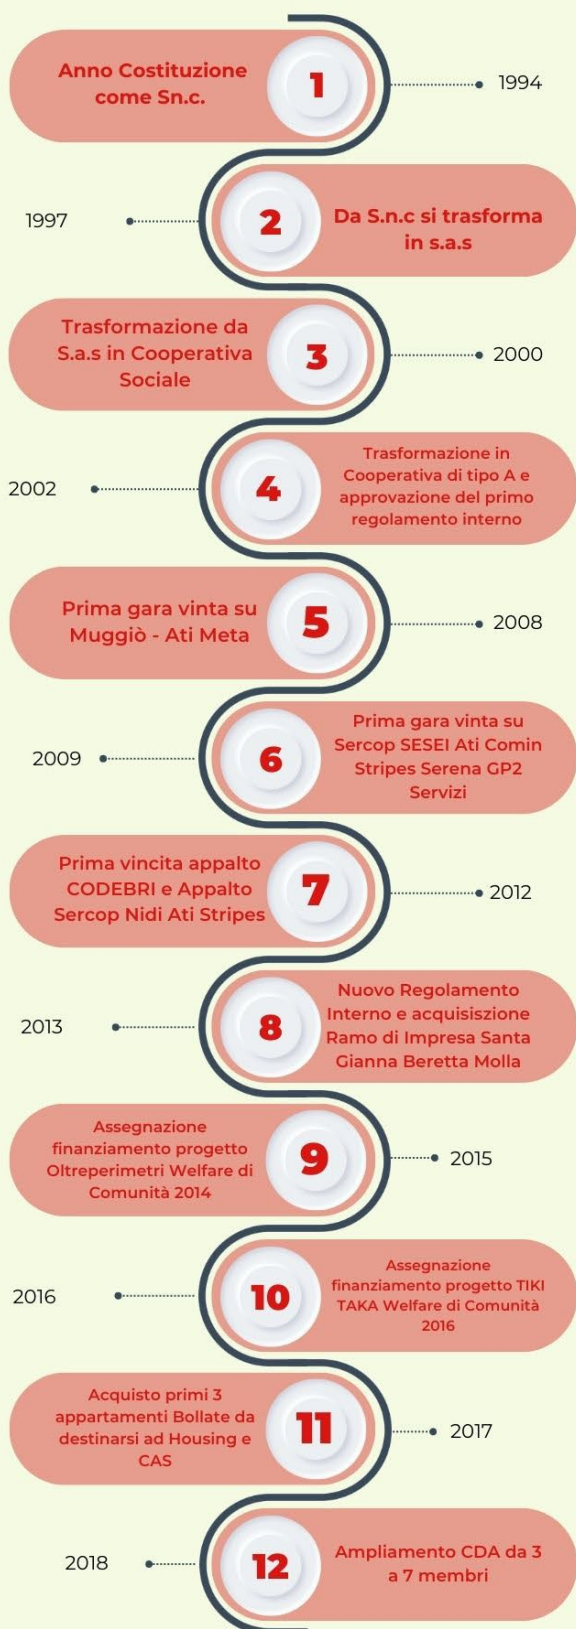 Anno Costituzione
come Sn.c.
1
1994
1997
2
Da S.n.c si trasforma
in s.a.s
Trasformazione da
S.a.s in Cooperativa
Sociale
3
2000
2002
4
Trasformazione in
Cooperativa di tipo A e
approvazione del primo
regolamento interno
Prima gara vinta su
Muggiò - Ati Meta
5
2008
2009
6
Prima gara vinta su
Sercop SESEI Ati Comin
Stripes Serena GP2
Servizi
Prima vincita appalto
CODEBRI e Appalto
Sercop Nidi Ati Stripes
7
2012
2013
8
Nuovo Regolamento
Interno e acquisiszione
Ramo di Impresa Santa
Gianna Beretta Molla
Assegnazione
finanziamento progetto
Oltreperimetri Welfare di
Comunità 2014
9
2015
2016
10
Assegnazione
finanziamento progetto TIKI
TAKA Welfare di Comunità
2016
Acquisto primi 3
appartamenti Bollate da
destinarsi ad Housing e
CAS
11
2017
2018
12
Ampliamento CDA da 3
a 7 membri